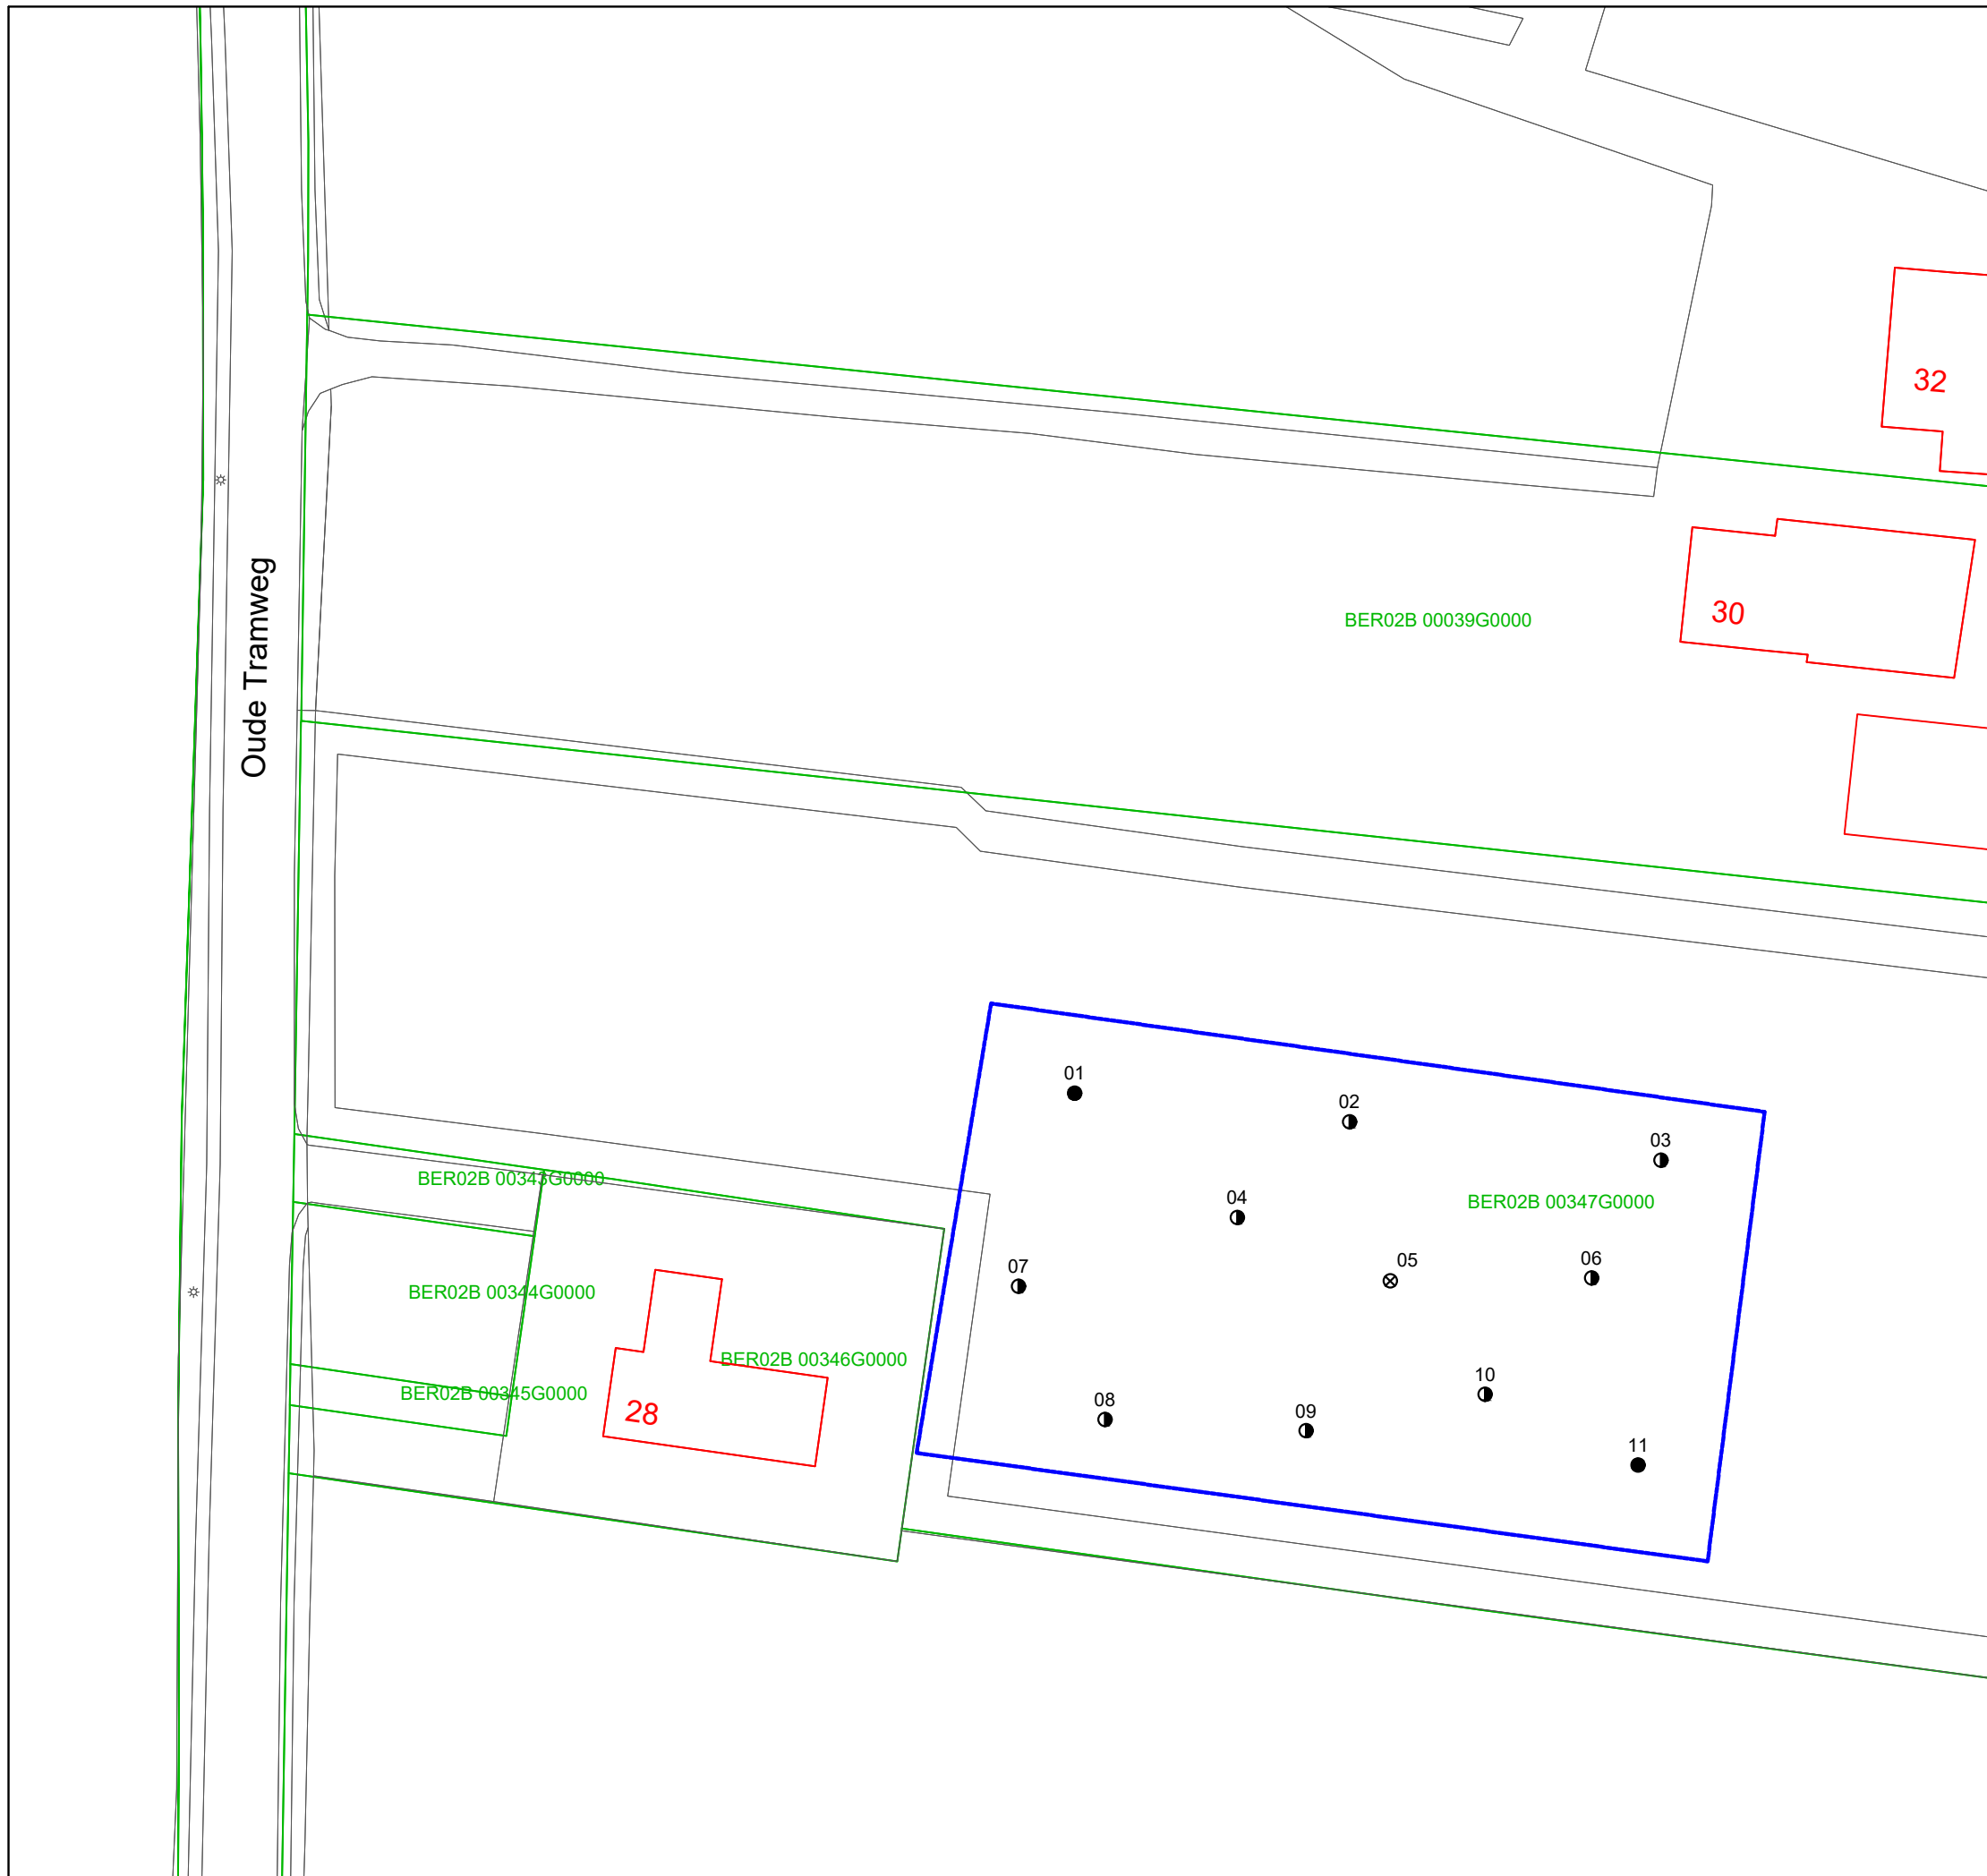 32
30
BER02B 00039G0000
Oude Tramweg
01
02
03
BER02B 00343G0000
04
BER02B 00347G0000
05
06
07
BER02B 00344G0000
BER02B 00346G0000
10
BER02B 00345G0000
28
08
09
11